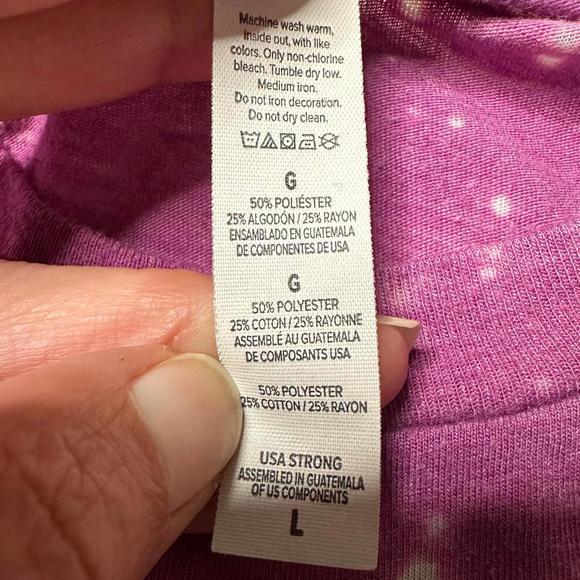 Machine wash warm,
inside out, with like
colors. Only non-chlorine
bleach. Tumble dry low.
Medium iron.
Do not iron decoration.
Do not dry clean.
G
50% POLIÉSTER
25% ALGODÓN / 25% RAYON
ENSAMBLADO EN GUATEMALA
DE COMPONENTES DE USA
G
50% POLYESTER
25% COTON / 25% RAYONNE
ASSEMBLÉ AU GUATEMALA
DE COMPOSANTS USA
50% POLYESTER
25% COTTON / 25% RAYON
USA STRONG
ASSEMBLED IN GUATEMALA
OF US COMPONENTS
L